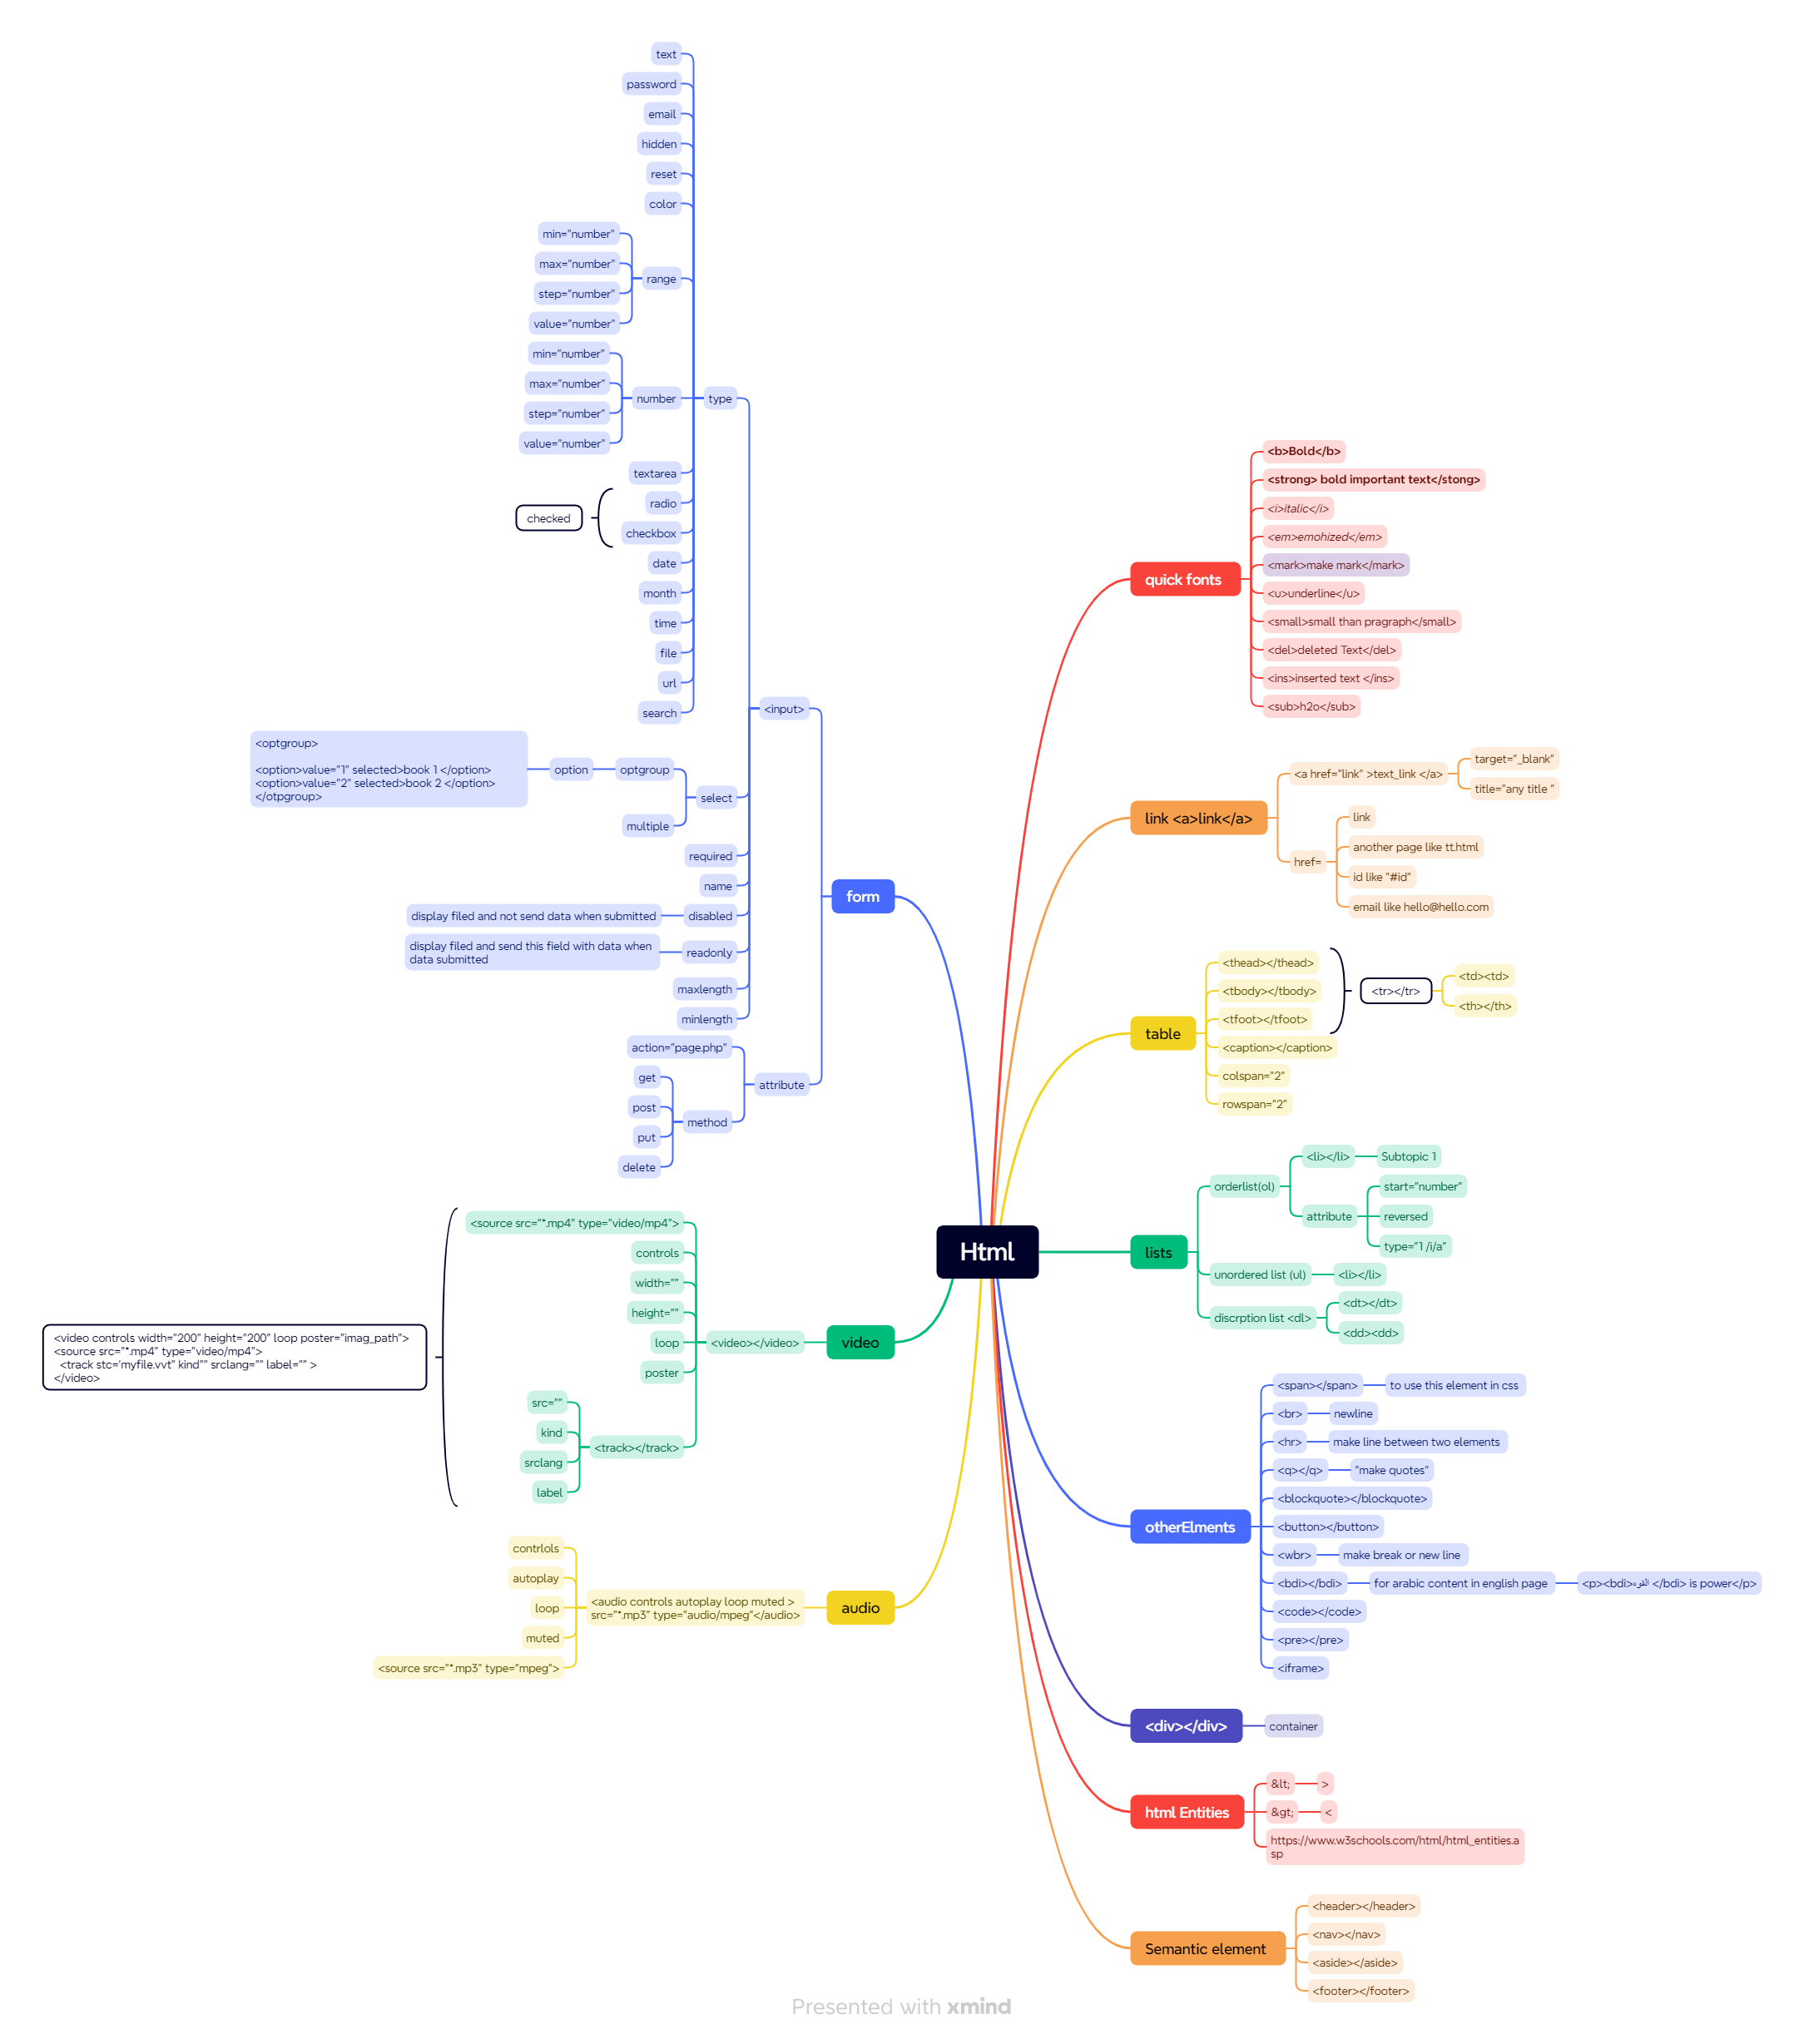 Html
quick fonts
<b>Bold</b>
<strong> bold important text</stong>
<i>italic</i>
<em>emohized</em>
<mark>make mark</mark>
<u>underline</u>
<small>small than pragraph</small>
<del>deleted Text</del>
<ins>inserted text </ins>
<sub>h2o</sub>
link <a>link</a>
<a href="link" >text_link </a>
target="_blank"
title="any title "
href=
link
another page like tt.html
id like "#id"
email like hello@hello.com
table
<thead></thead>
<tbody></tbody>
<tfoot></tfoot>
<tr></tr>
<td><td>
<th></th>
<caption></caption>
colspan="2"
rowspan="2"
lists
orderlist(ol)
<li></li>
Subtopic 1
attribute
start="number"
reversed
type="1 /i/a"
unordered list (ul)
<li></li>
discrption list <dl>
<dt></dt>
<dd><dd>
otherElments
<span></span>
to use this element in css
<br>
newline
<hr>
make line between two elements
<q></q>
"make quotes"
<blockquote></blockquote>
<button></button>
<wbr>
make break or new line
<bdi></bdi>
for arabic content in english page
<p><bdi>القوه </bdi> is power</p>
<code></code>
<pre></pre>
<iframe>
<div></div>
container
html Entities
&lt;
>
&gt;
<
https://www.w3schools.com/html/html_entities.a
sp
Semantic element
<header></header>
<nav></nav>
<aside></aside>
<footer></footer>
form
<input>
type
text
password
email
hidden
reset
color
range
min="number"
max="number"
step="number"
value="number"
number
min="number"
max="number"
step="number"
value="number"
textarea
radio
checkbox
checked
date
month
time
file
url
search
select
optgroup
option
<optgroup>
<option>value="1" selected>book 1 </option>
<option>value="2" selected>book 2 </option>
</otpgroup>
multiple
required
name
disabled
display filed and not send data when submitted
readonly
display filed and send this field with data when
data submitted
maxlength
minlength
attribute
action="page.php"
method
get
post
put
delete
video
<video></video>
<source src="*.mp4" type="video/mp4">
controls
width=""
height=""
loop
poster
<track></track>
src=""
kind
srclang
label
<video controls width="200" height="200" loop poster="imag_path">
<source src="*.mp4" type="video/mp4">
<track stc='myfile.vvt" kind"" srclang="" label="" >
</video>
audio
<audio controls autoplay loop muted >
src="*.mp3" type="audio/mpeg"</audio>
contrlols
autoplay
loop
muted
<source src="*.mp3" type="mpeg">
Presented with xmind